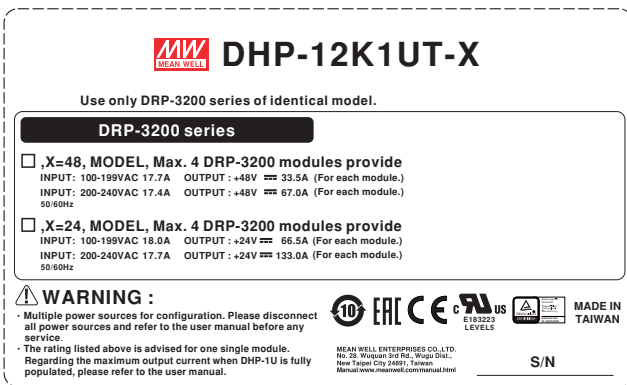 MW
MEAN WELL
DHP-12K1UT-X
Use only DRP-3200 series of identical model.
DRP-3200 series
☐ ,X=48, MODEL, Max. 4 DRP-3200 modules provide
INPUT: 100-199VAC 17.7A OUTPUT : +48V ⎓ 33.5A (For each module.)
INPUT: 200-240VAC 17.4A OUTPUT : +48V ⎓ 67.0A (For each module.)
50/60Hz
☐ ,X=24, MODEL, Max. 4 DRP-3200 modules provide
INPUT: 100-199VAC 18.0A OUTPUT : +24V ⎓ 66.5A (For each module.)
INPUT: 200-240VAC 17.7A OUTPUT : +24V ⎓ 133.0A (For each module.)
50/60Hz
WARNING :
· Multiple power sources for configuration. Please disconnect
all power sources and refer to the user manual before any
service.
· The rating listed above is advised for one single module.
Regarding the maximum output current when DHP-1U is fully
populated, please refer to the user manual.
10
EAC
CE
c RU us
E183223
LEVEL5
MADE IN
TAIWAN
MEAN WELL ENTERPRISES CO.,LTD.
No. 28, Wuquan 3rd Rd., Wugu Dist.,
New Taipei City 24891, Taiwan
Manual:www.meanwell.com/manual.html
S/N